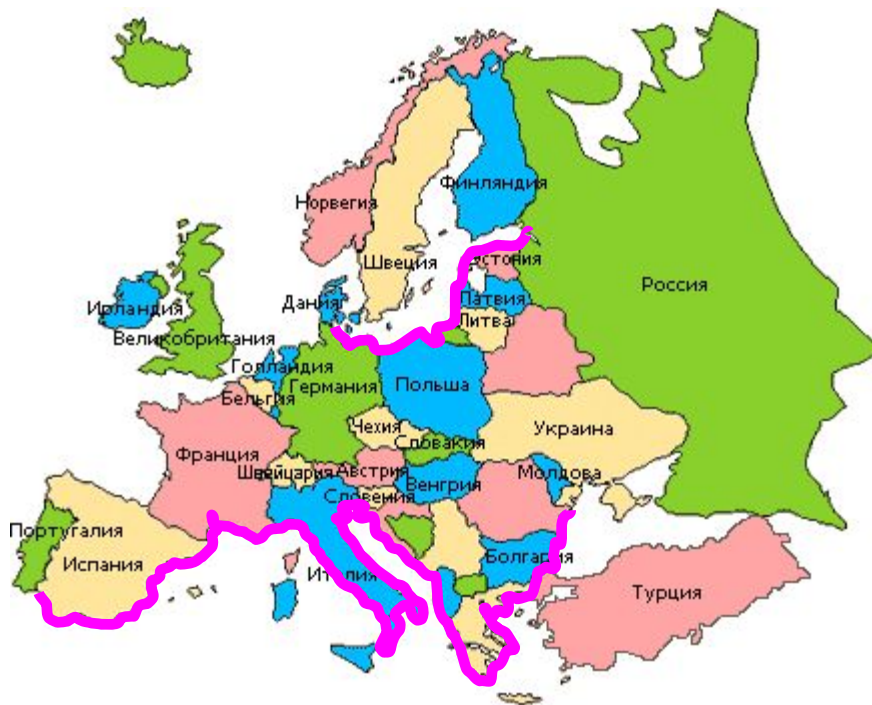 Финляндия
Норвегия
Швеция
Эстония
Россия
Ирландия
Дания
Латвия
Великобритания
Литва
Голландия
Германия
Польша
Бельгия
Чехия
Украина
Словакия
Франция
Швейцария
Австрия
Молдова
Венгрия
Словения
Португалия
Испания
Италия
Болгария
Турция